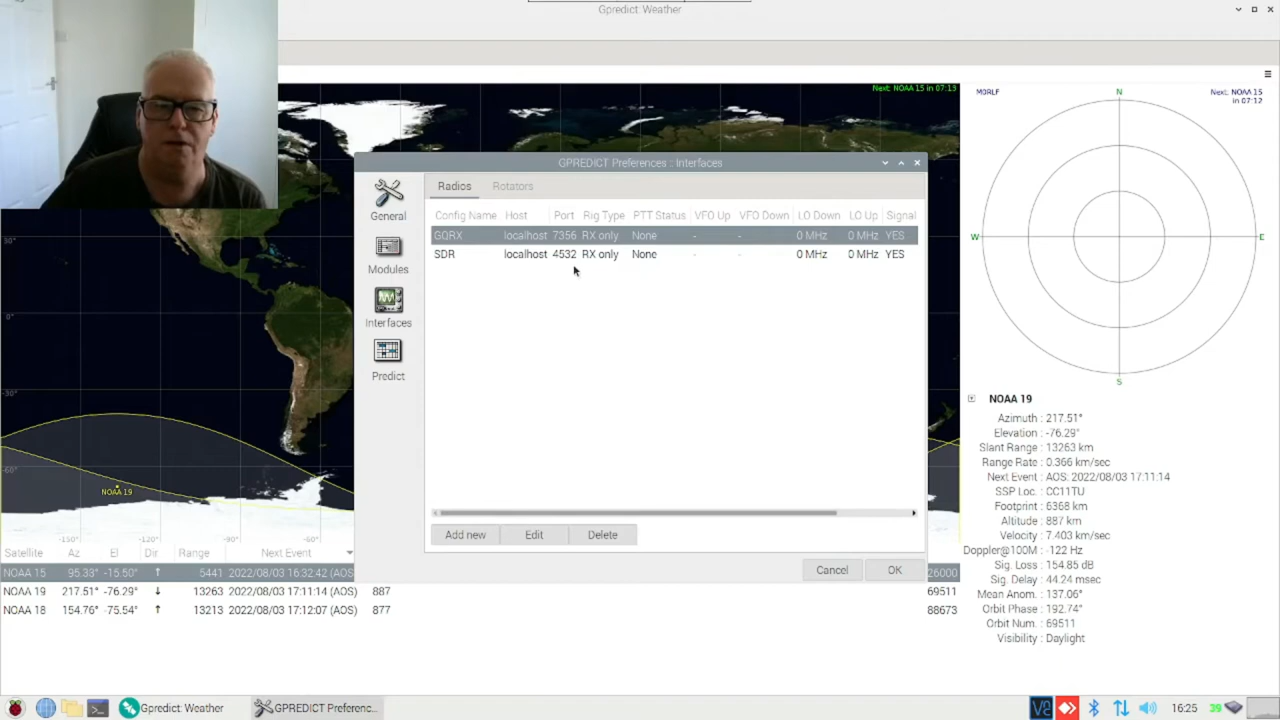 Gpredict: Weather
Next: NOAA 15 in 07:13
M0RLF
Next: NOAA 15
in 07:12
N
W
E
S
GPREDICT Preferences :: Interfaces
General
Modules
Interfaces
Predict
Radios Rotators
Config Name Host Port Rig Type PTT Status VFO Up VFO Down LO Down LO Up Signal
GQRX localhost 7356 RX only None - - 0 MHz 0 MHz YES
SDR localhost 4532 RX only None - - 0 MHz 0 MHz YES
Add new Edit Delete
Cancel OK
30°
0°
-30°
-60°
NOAA 19
-150° -120° -90° -60°
Satellite Az El Dir Range Next Event
NOAA 15 95.33° -15.50° ↑ 5441 2022/08/03 16:32:42 (AOS) 26000
NOAA 19 217.51° -76.29° ↓ 13263 2022/08/03 17:11:14 (AOS) 887 69511
NOAA 18 154.76° -75.54° ↑ 13213 2022/08/03 17:12:07 (AOS) 877 88673
NOAA 19
Azimuth : 217.51°
Elevation : -76.29°
Slant Range : 13263 km
Range Rate : 0.366 km/sec
Next Event : AOS: 2022/08/03 17:11:14
SSP Loc. : CC11TU
Footprint : 6368 km
Altitude : 887 km
Velocity : 7.403 km/sec
Doppler@100M : -122 Hz
Sig. Loss : 154.85 dB
Sig. Delay : 44.24 msec
Mean Anom. : 137.06°
Orbit Phase : 192.74°
Orbit Num. : 69511
Visibility : Daylight
Gpredict: Weather
GPREDICT Preferenc...
16:25
39